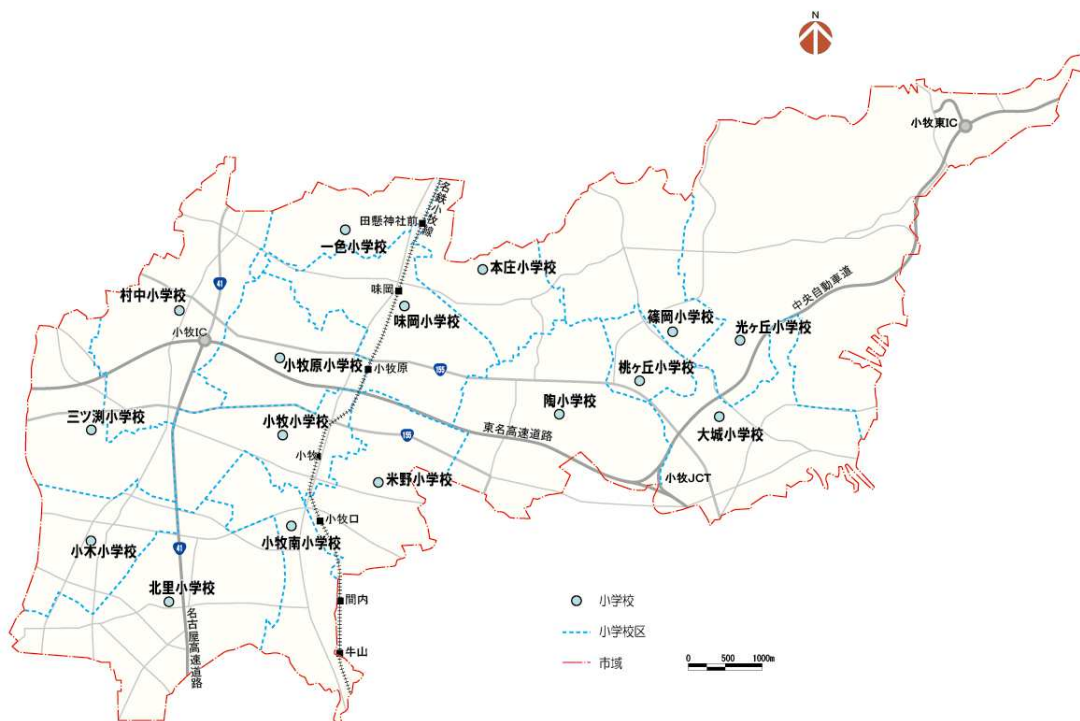 N
小牧東IC
名鉄小牧線
田懸神社前
一色小学校
本庄小学校
中央自動車道
41
味岡
村中小学校
味岡小学校
篠岡小学校
光ヶ丘小学校
小牧IC
小牧原小学校
小牧原
155
桃ヶ丘小学校
三ツ渕小学校
小牧小学校
陶小学校
大城小学校
東名高速道路
155
小牧
米野小学校
小牧JCT
小牧口
小牧南小学校
小木小学校
41
北里小学校
間内
名古屋高速道路
牛山
小学校
小学校区
市域
0 500 1000m